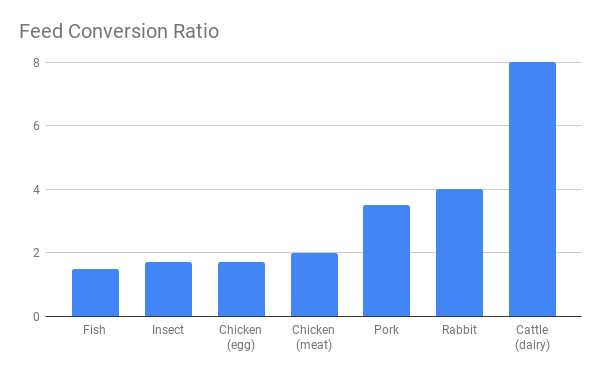 Feed Conversion Ratio
8
6
4
2
0
Fish
Insect
Chicken
(egg)
Chicken
(meat)
Pork
Rabbit
Cattle
(dairy)